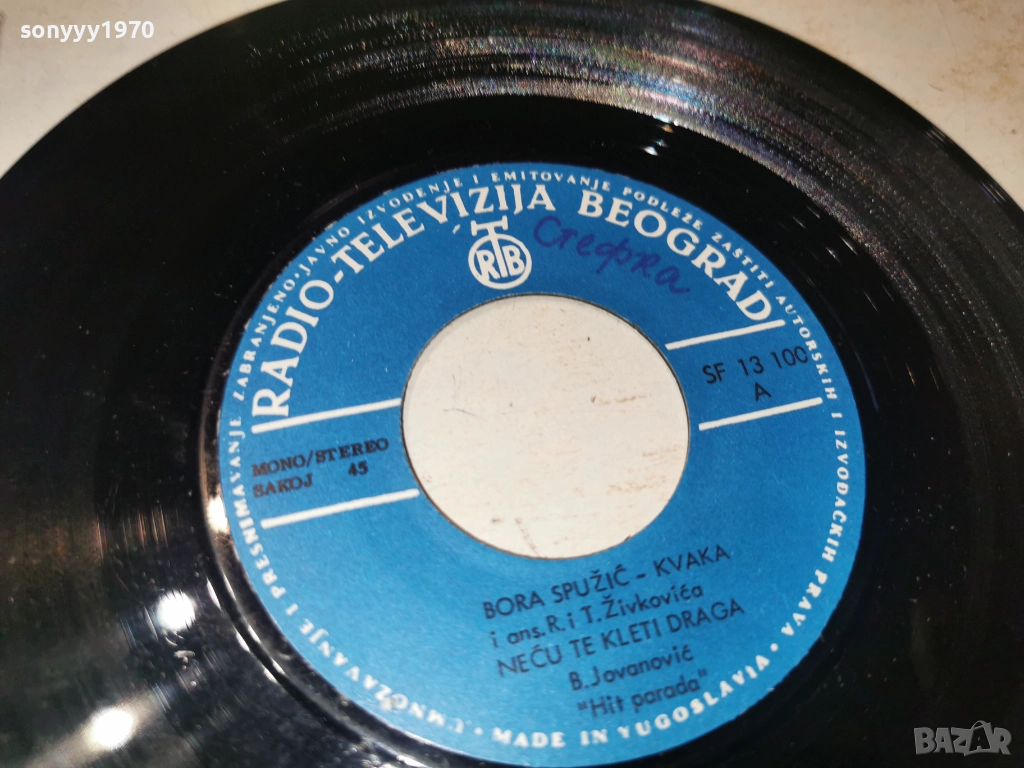 sonyyy1970
UMNOŽAVANJE I PRESNIMAVANJE ZABRANJENO · JAVNO IZVOĐENJE I EMITOVANJE PODLEŽE ZAŠTITI AUTORSKIH I IZVOĐAČKIH PRAVA · MADE IN YUGOSLAVIA ·
RADIO-TELEVIZIJA BEOGRAD
RTB
Стефка
SF 13 100
A
MONO/STEREO
SAKOJ 45
BORA SPUŽIĆ - KVAKA
i ans. R. i T. Živkovića
NEĆU TE KLETI DRAGA
B. Jovanović
"Hit parada"
BAZAR